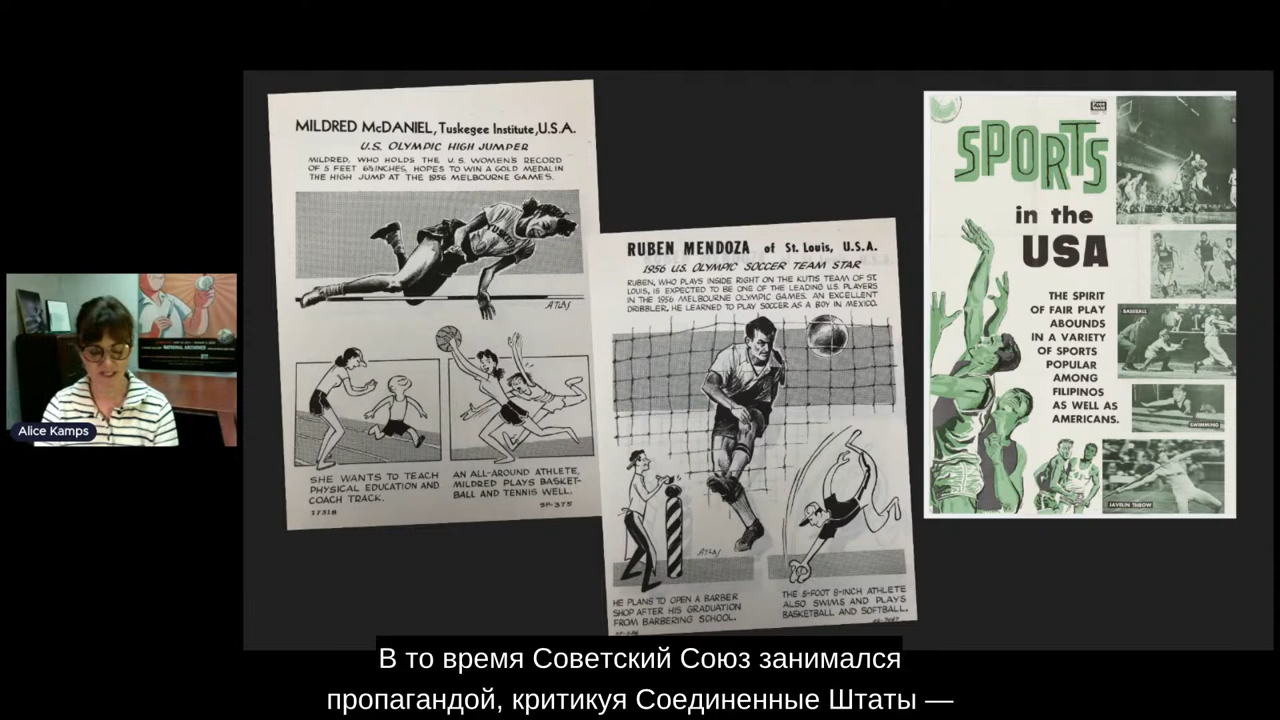 MILDRED McDANIEL, Tuskegee Institute, U.S.A.
U.S. OLYMPIC HIGH JUMPER
MILDRED, WHO HOLDS THE U.S. WOMEN'S RECORD
OF 5 FEET 6½ INCHES, HOPES TO WIN A GOLD MEDAL IN
THE HIGH JUMP AT THE 1956 MELBOURNE GAMES.
ATLAS
SHE WANTS TO TEACH
PHYSICAL EDUCATION AND
COACH TRACK.
AN ALL-AROUND ATHLETE,
MILDRED PLAYS BASKET-
BALL AND TENNIS WELL.
17318
SP-375
RUBEN MENDOZA of St. Louis, U.S.A.
1956 U.S. OLYMPIC SOCCER TEAM STAR
RUBEN, WHO PLAYS INSIDE RIGHT ON THE KUTIS TEAM OF ST.
LOUIS, IS EXPECTED TO BE ONE OF THE LEADING U.S. PLAYERS
IN THE 1956 MELBOURNE OLYMPIC GAMES. AN EXCELLENT
DRIBBLER, HE LEARNED TO PLAY SOCCER AS A BOY IN MEXICO.
ATLAS
HE PLANS TO OPEN A BARBER
SHOP AFTER HIS GRADUATION
FROM BARBERING SCHOOL.
THE 5-FOOT 8-INCH ATHLETE
ALSO SWIMS AND PLAYS
BASKETBALL AND SOFTBALL.
SPORTS
in the
USA
THE SPIRIT
OF FAIR PLAY
ABOUNDS
IN A VARIETY
OF SPORTS
POPULAR
AMONG
FILIPINOS
AS WELL AS
AMERICANS.
BASEBALL
SWIMMING
JAVELIN THROW
NATIONAL ARCHIVES
Alice Kamps
В то время Советский Союз занимался
пропагандой, критикуя Соединенные Штаты —